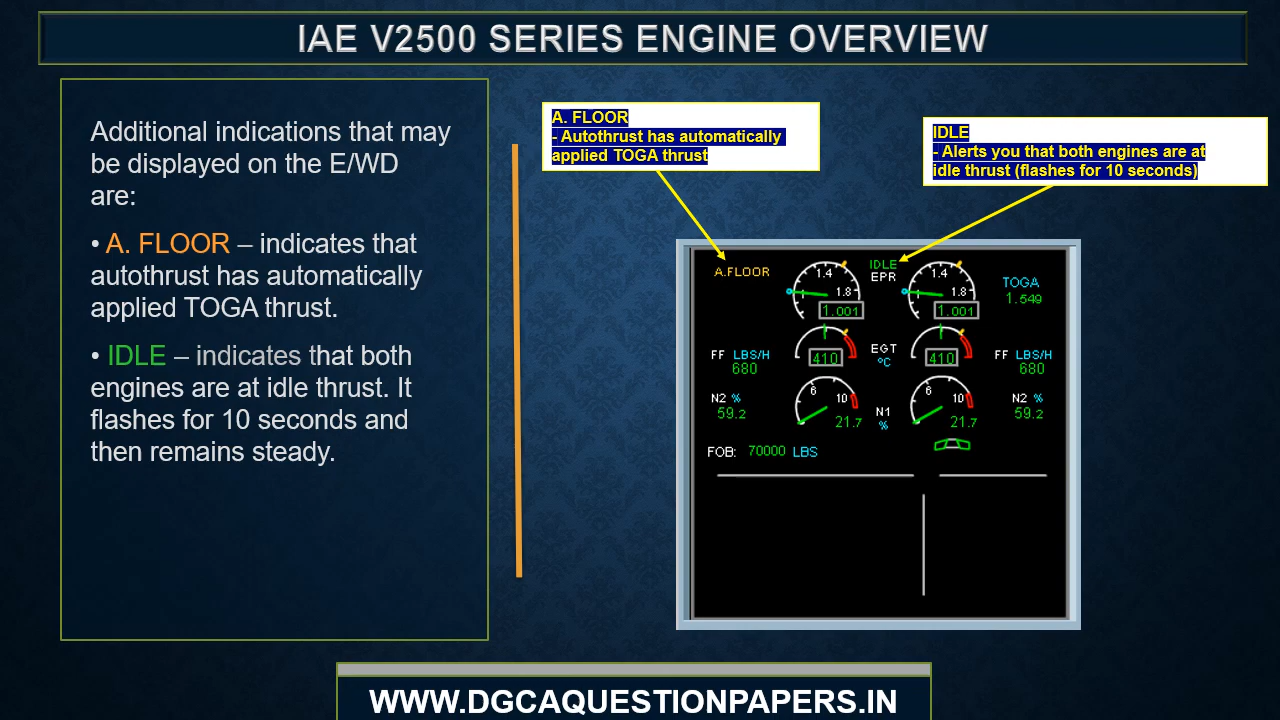 IAE V2500 SERIES ENGINE OVERVIEW
Additional indications that may
be displayed on the E/WD
are:
• A. FLOOR – indicates that
autothrust has automatically
applied TOGA thrust.
• IDLE – indicates that both
engines are at idle thrust. It
flashes for 10 seconds and
then remains steady.
A. FLOOR
- Autothrust has automatically
applied TOGA thrust
IDLE
- Alerts you that both engines are at
idle thrust (flashes for 10 seconds)
A.FLOOR
IDLE
EPR
1.4
1.8
1.001
1.4
1.8
1.001
TOGA
1.549
FF LBS/H
680
410
EGT
°C
410
FF LBS/H
680
N2 %
59.2
6
10
21.7
N1
%
6
10
21.7
N2 %
59.2
FOB: 70000 LBS
WWW.DGCAQUESTIONPAPERS.IN